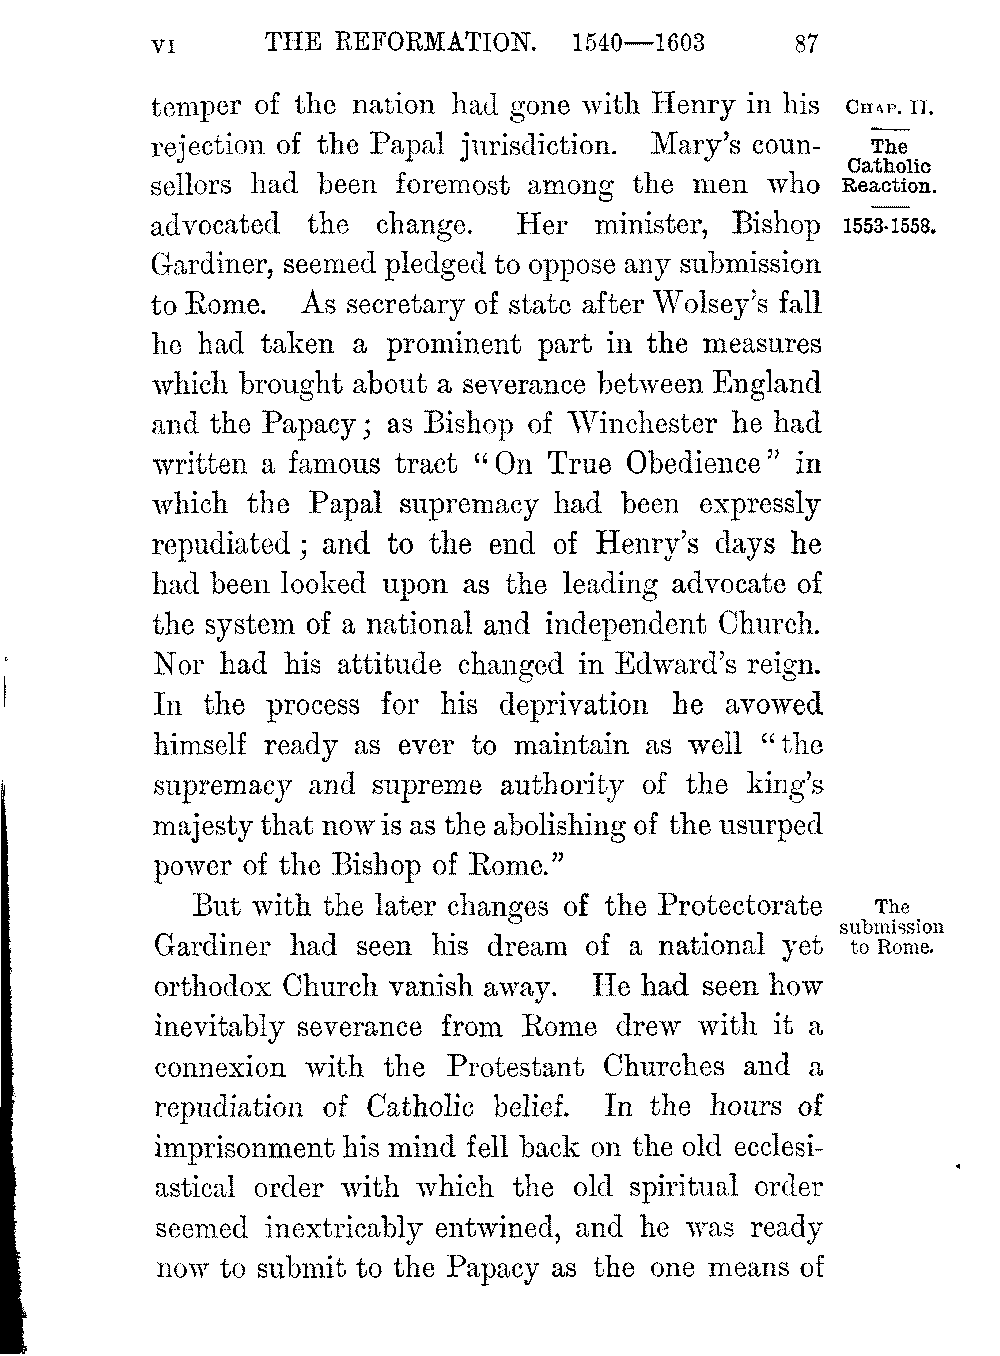 VI THE REFORMATION. 1540—1603 87
temper of the nation had gone with Henry in his
rejection of the Papal jurisdiction. Mary's coun-
sellors had been foremost among the men who
advocated the change. Her minister, Bishop
Gardiner, seemed pledged to oppose any submission
to Rome. As secretary of state after Wolsey's fall
he had taken a prominent part in the measures
which brought about a severance between England
and the Papacy; as Bishop of Winchester he had
written a famous tract "On True Obedience" in
which the Papal supremacy had been expressly
repudiated; and to the end of Henry's days he
had been looked upon as the leading advocate of
the system of a national and independent Church.
Nor had his attitude changed in Edward's reign.
In the process for his deprivation he avowed
himself ready as ever to maintain as well "the
supremacy and supreme authority of the king's
majesty that now is as the abolishing of the usurped
power of the Bishop of Rome."
But with the later changes of the Protectorate
Gardiner had seen his dream of a national yet
orthodox Church vanish away. He had seen how
inevitably severance from Rome drew with it a
connexion with the Protestant Churches and a
repudiation of Catholic belief. In the hours of
imprisonment his mind fell back on the old ecclesi-
astical order with which the old spiritual order
seemed inextricably entwined, and he was ready
now to submit to the Papacy as the one means of
CHAP. II.
The
Catholic
Reaction.
1553-1558.
The
submission
to Rome.